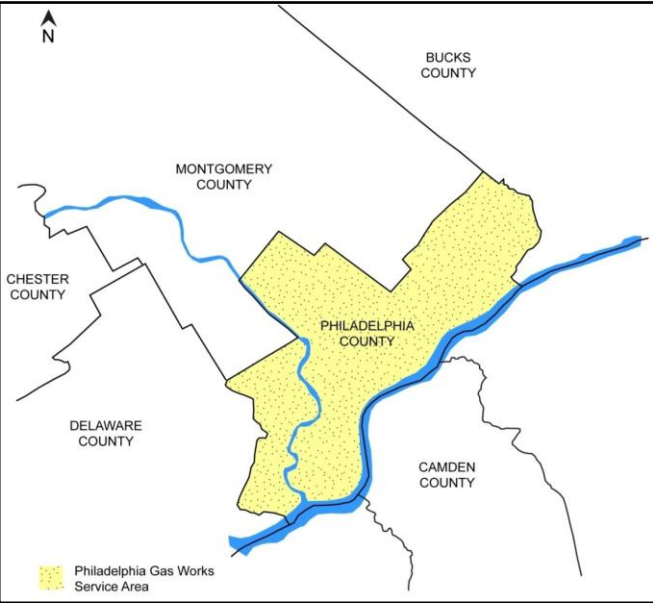 N
BUCKS
COUNTY
MONTGOMERY
COUNTY
CHESTER
COUNTY
PHILADELPHIA
COUNTY
DELAWARE
COUNTY
CAMDEN
COUNTY
Philadelphia Gas Works
Service Area